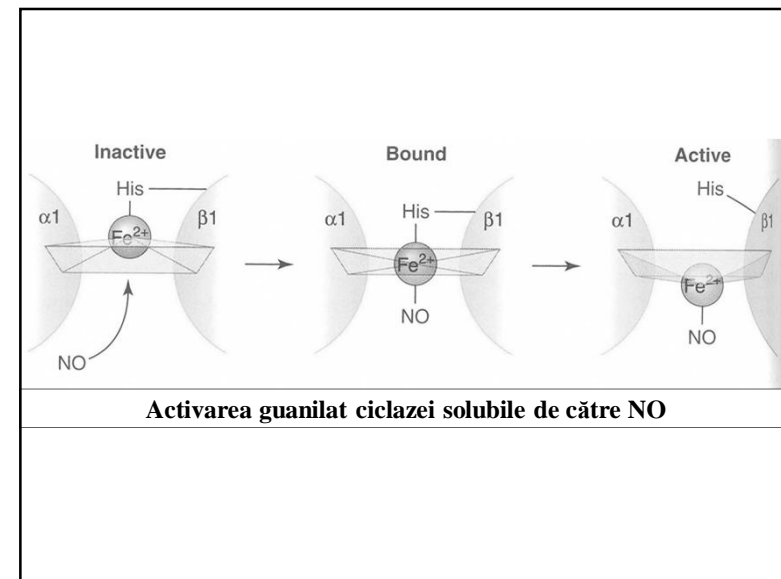 Inactive
His
α1
β1
Fe2+
NO
Bound
α1
His
β1
Fe2+
NO
Active
His
α1
β1
Fe2+
NO
Activarea guanilat ciclazei solubile de către NO